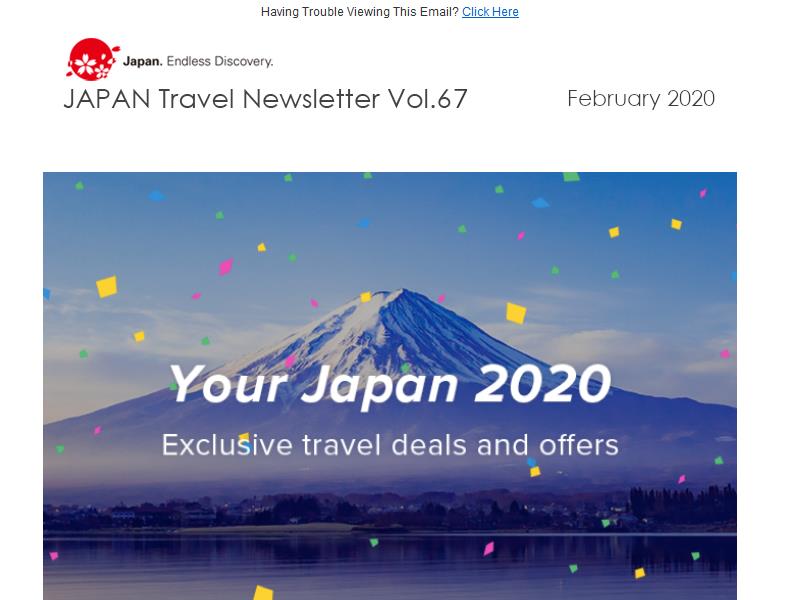 Having Trouble Viewing This Email? Click Here
Japan. Endless Discovery.
JAPAN Travel Newsletter Vol.67 February 2020
Your Japan 2020
Exclusive travel deals and offers